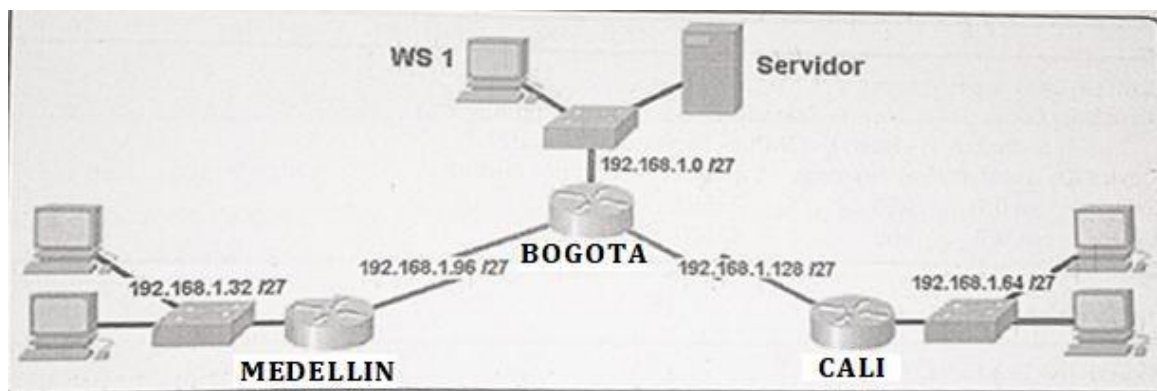 WS 1
Servidor
192.168.1.0 /27
BOGOTA
192.168.1.96 /27
192.168.1.128 /27
192.168.1.32 /27
192.168.1.64 /27
MEDELLIN
CALI